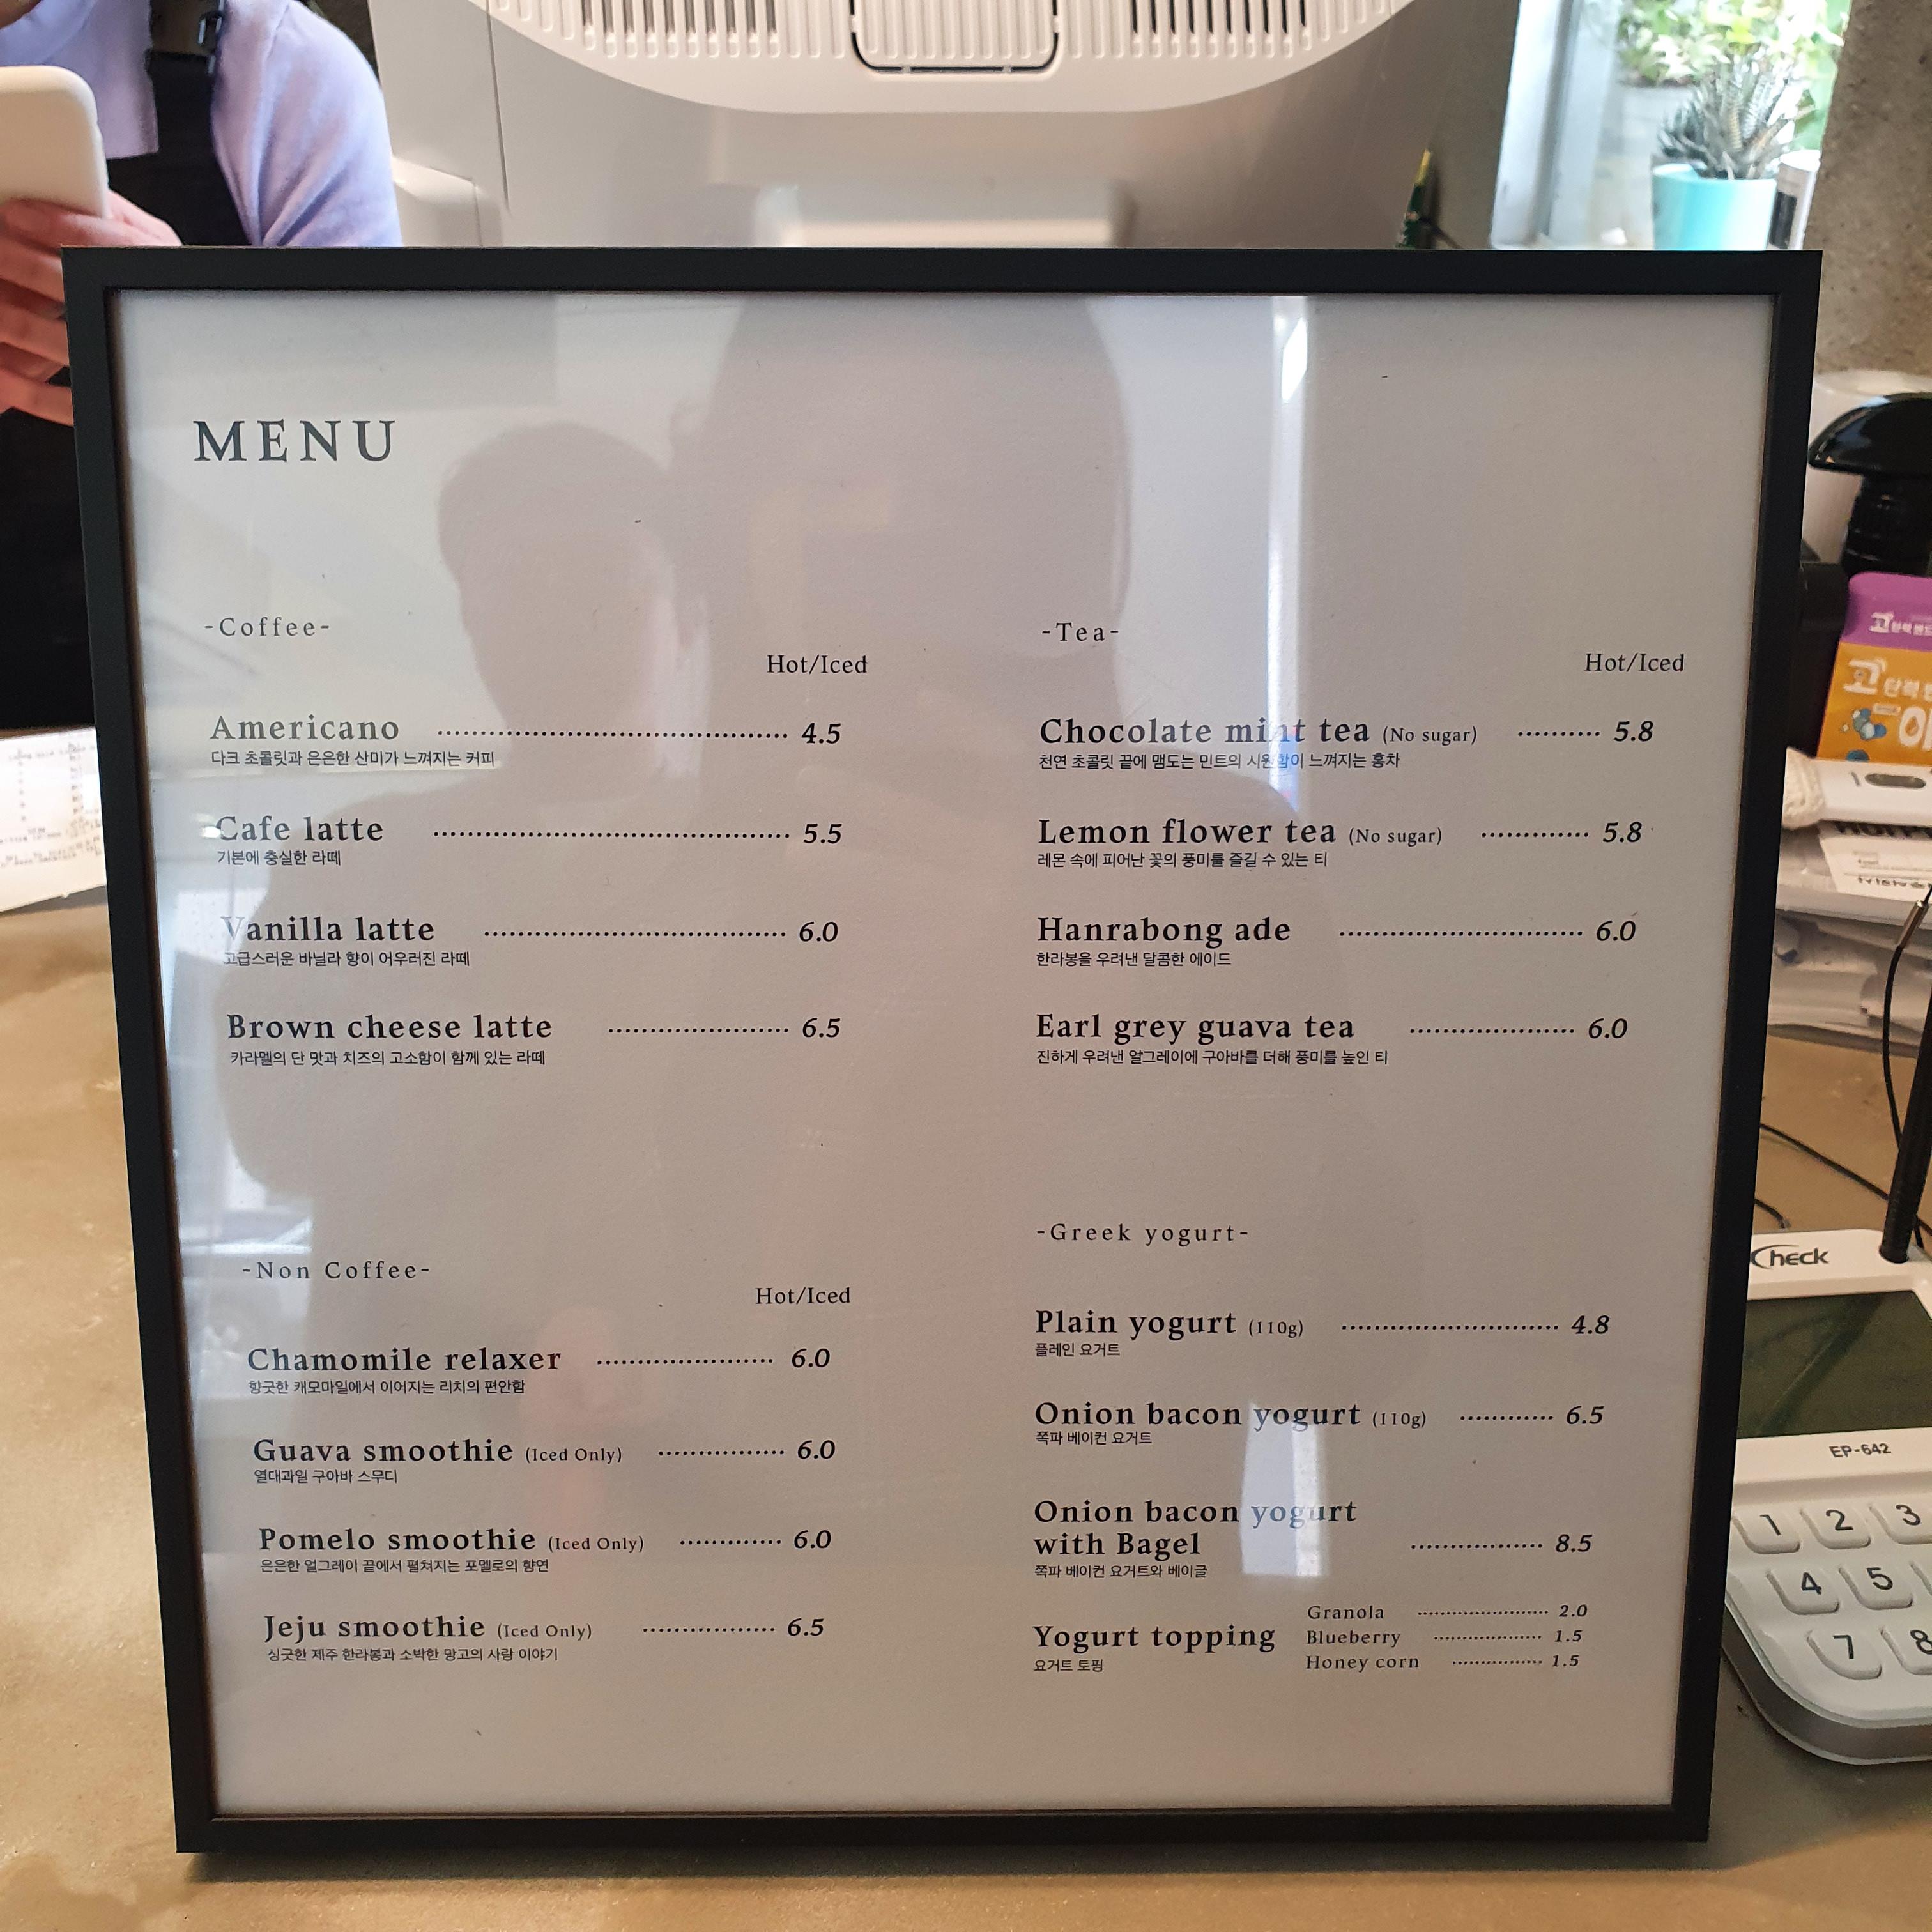 MENU
-Coffee-
Hot/Iced
Americano 4.5
다크 초콜릿과 은은한 산미가 느껴지는 커피
Cafe latte 5.5
기본에 충실한 라떼
Vanilla latte 6.0
고급스러운 바닐라 향이 어우러진 라떼
Brown cheese latte 6.5
카라멜의 단 맛과 치즈의 고소함이 함께 있는 라떼
-Non Coffee-
Hot/Iced
Chamomile relaxer 6.0
향긋한 캐모마일에서 이어지는 리치의 편안함
Guava smoothie (Iced Only) 6.0
열대과일 구아바 스무디
Pomelo smoothie (Iced Only) 6.0
은은한 얼그레이 끝에서 펼쳐지는 포멜로의 향연
Jeju smoothie (Iced Only) 6.5
싱긋한 제주 한라봉과 소박한 망고의 사랑 이야기
-Tea-
Hot/Iced
Chocolate mint tea (No sugar) 5.8
천연 초콜릿 끝에 맴도는 민트의 시원함이 느껴지는 홍차
Lemon flower tea (No sugar) 5.8
레몬 속에 피어난 꽃의 풍미를 즐길 수 있는 티
Hanrabong ade 6.0
한라봉을 우려낸 달콤한 에이드
Earl grey guava tea 6.0
진하게 우려낸 얼그레이에 구아바를 더해 풍미를 높인 티
-Greek yogurt-
Plain yogurt (110g) 4.8
플레인 요거트
Onion bacon yogurt (110g) 6.5
쪽파 베이컨 요거트
Onion bacon yogurt
with Bagel 8.5
쪽파 베이컨 요거트와 베이글
Yogurt topping
요거트 토핑
Granola 2.0
Blueberry 1.5
Honey corn 1.5
고
탄력
Check
EP-642
1 2 3
4 5
7 8